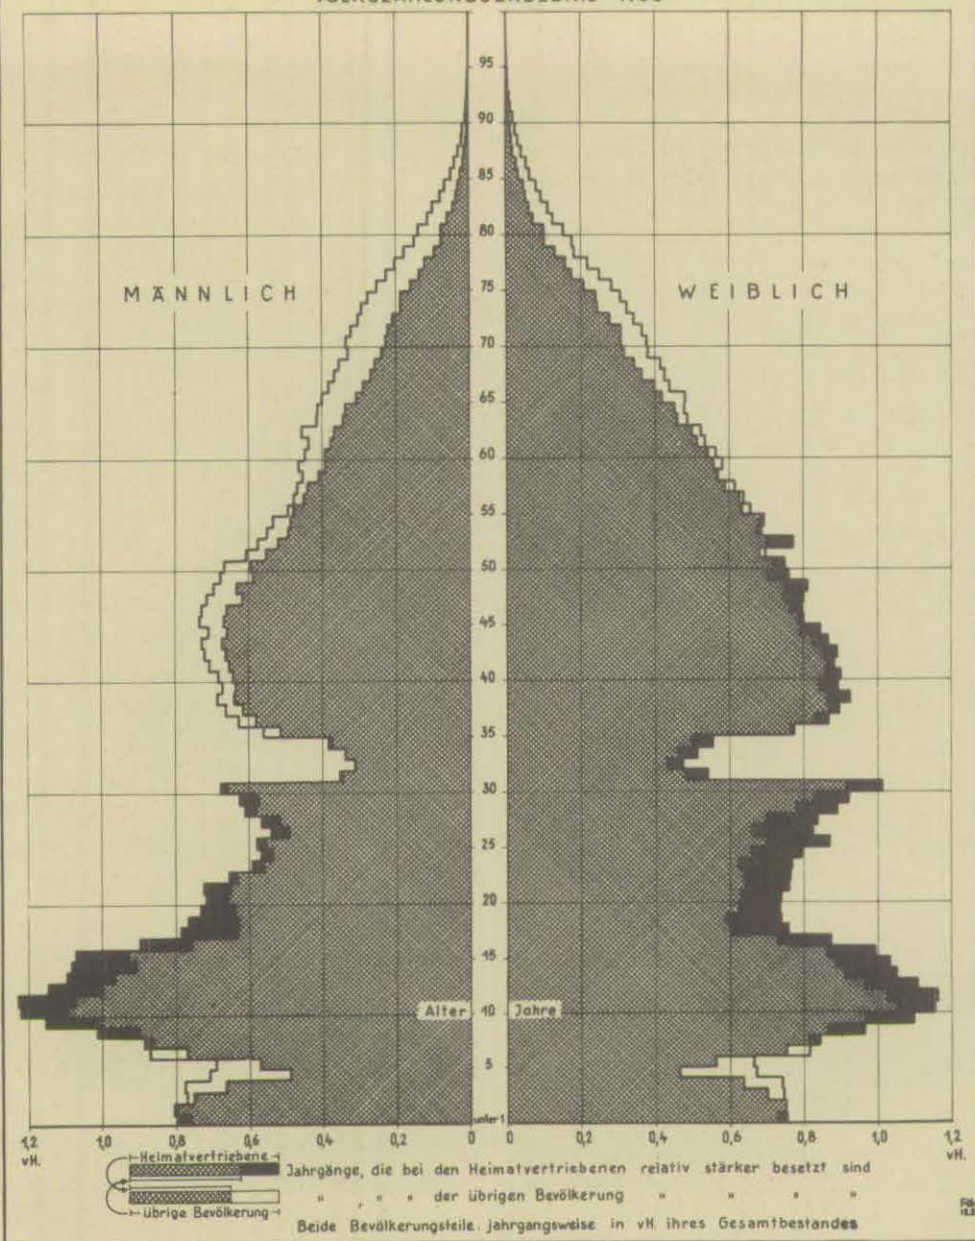 95
90
85
80
MÄNNLICH
WEIBLICH
75
70
65
60
55
50
45
40
35
30
25
20
15
Alter 10 Jahre
5
unter 1
1,2 1,0 0,8 0,6 0,4 0,2 0 0 0,2 0,4 0,6 0,8 1,0 1,2
vH. vH.
Heimatvertriebene
Jahrgänge, die bei den Heimatvertriebenen relativ stärker besetzt sind
" , " " der übrigen Bevölkerung " " " "
übrige Bevölkerung
Beide Bevölkerungsteile jahrgangsweise in vH. ihres Gesamtbestandes